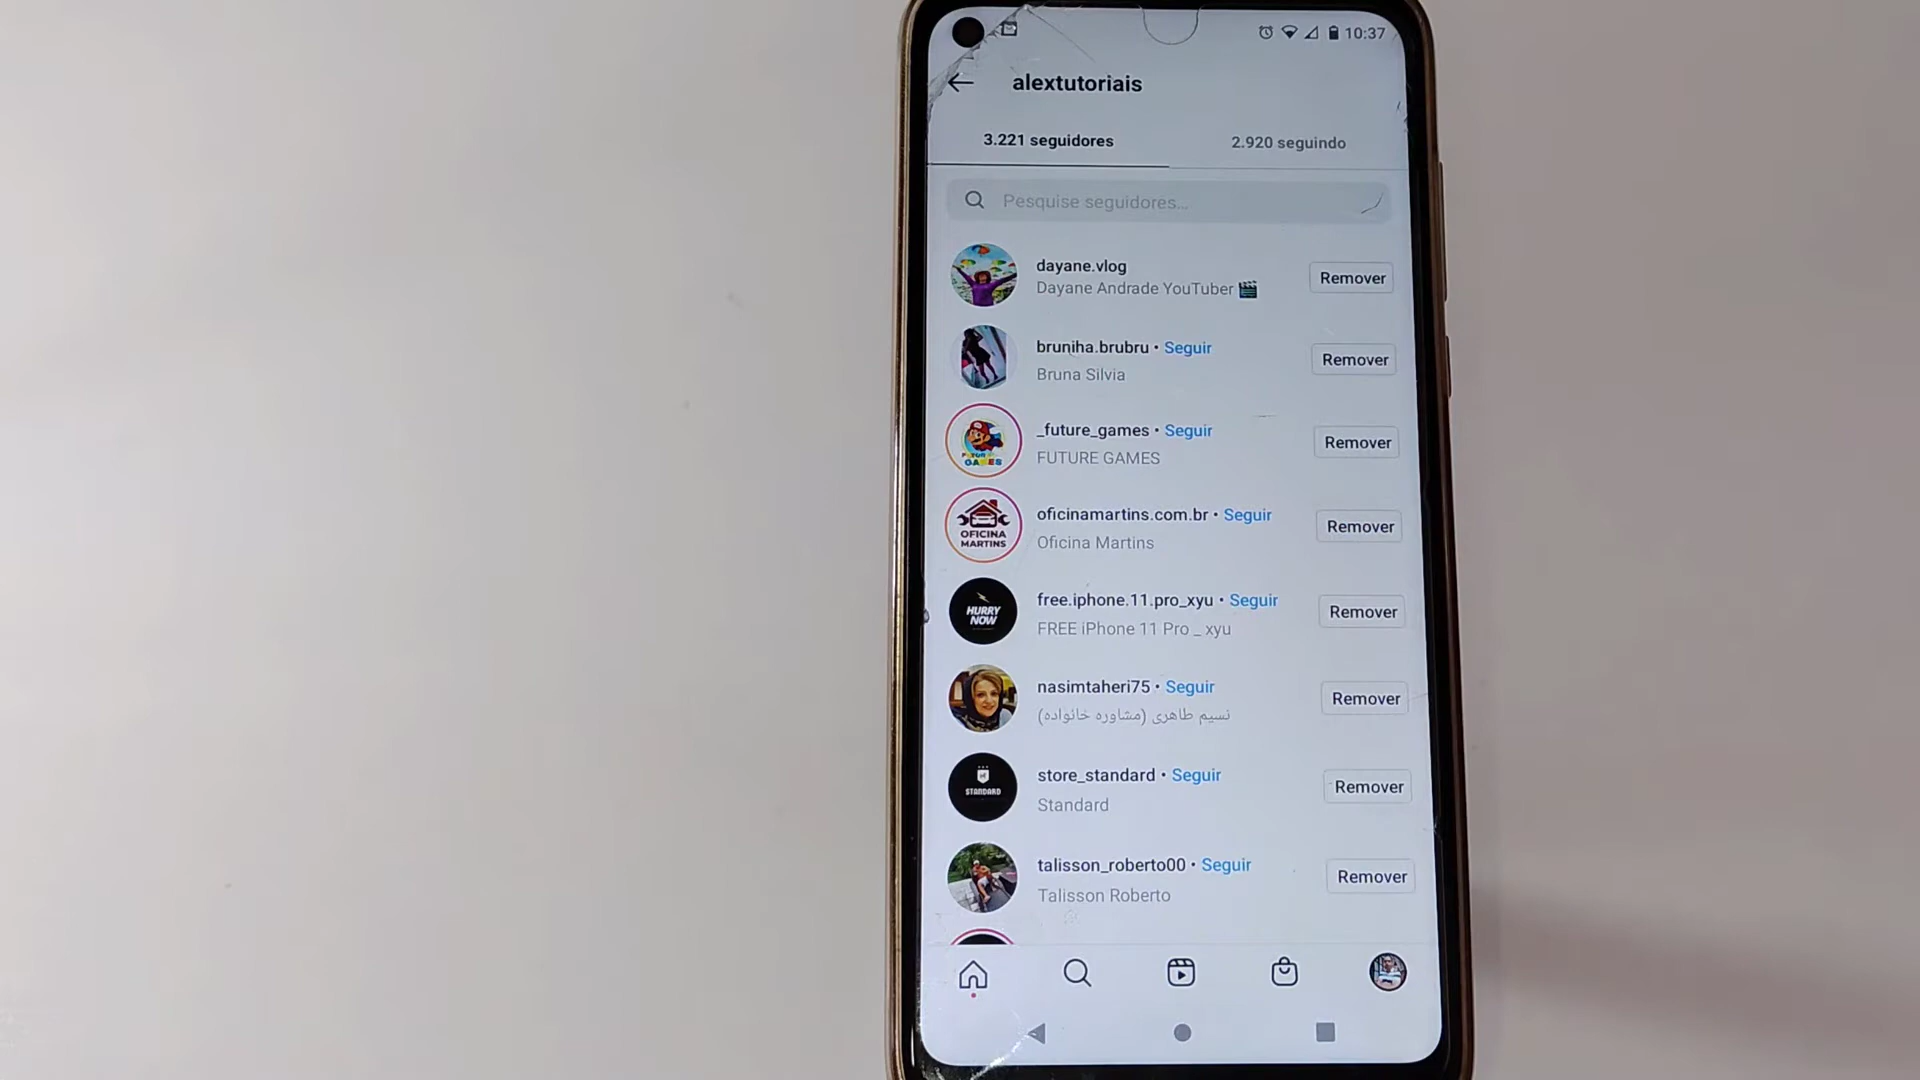 10:37
alextutoriais
3.221 seguidores
2.920 seguindo
Pesquise seguidores...
dayane.vlog
Dayane Andrade YouTuber 🎬
Remover
bruniha.brubru • Seguir
Bruna Silvia
Remover
GAMES
_future_games • Seguir
FUTURE GAMES
Remover
OFICINA
MARTINS
oficinamartins.com.br • Seguir
Oficina Martins
Remover
HURRY
NOW
free.iphone.11.pro_xyu • Seguir
FREE iPhone 11 Pro _ xyu
Remover
nasimtaheri75 • Seguir
نسیم طاهری (مشاوره خانواده)
Remover
STANDARD
store_standard • Seguir
Standard
Remover
talisson_roberto00 • Seguir
Talisson Roberto
Remover